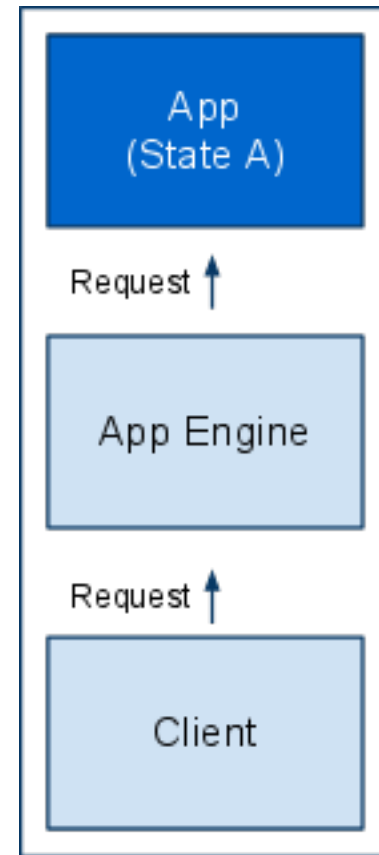 App
(State A)
Request
App Engine
Request
Client